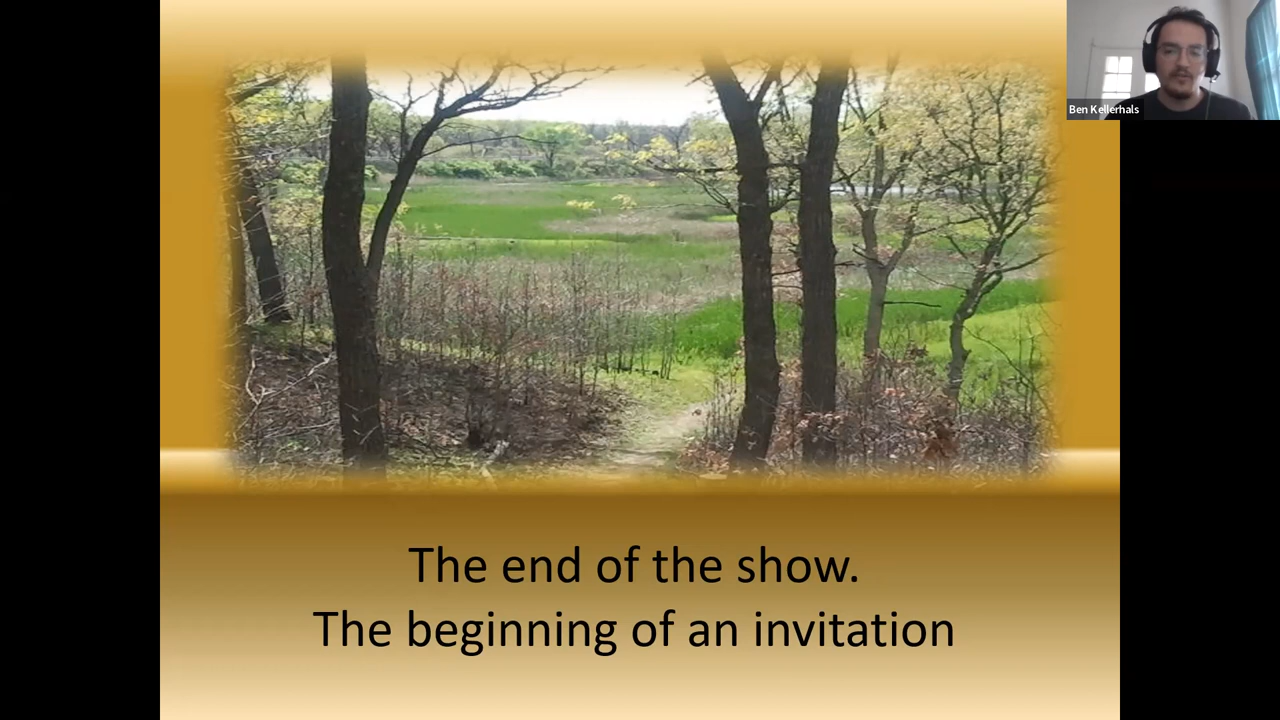 Ben Kellerhals
The end of the show.
The beginning of an invitation